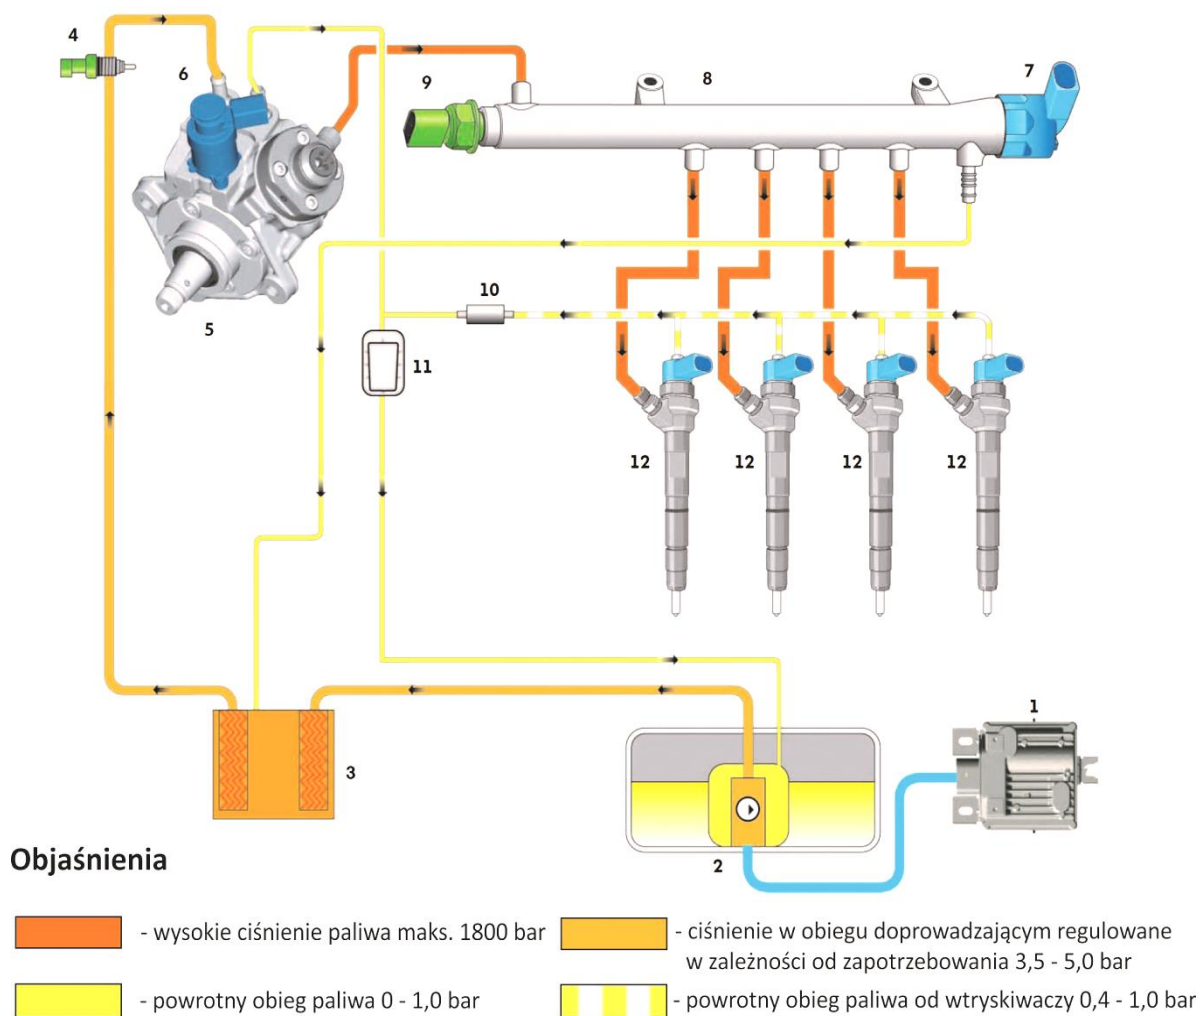 4
6
9
8
7
5
10
11
12
12
12
12
3
2
1
Objaśnienia
- wysokie ciśnienie paliwa maks. 1800 bar
- ciśnienie w obiegu doprowadzającym regulowane
w zależności od zapotrzebowania 3,5 - 5,0 bar
- powrotny obieg paliwa 0 - 1,0 bar
- powrotny obieg paliwa od wtryskiwaczy 0,4 - 1,0 bar